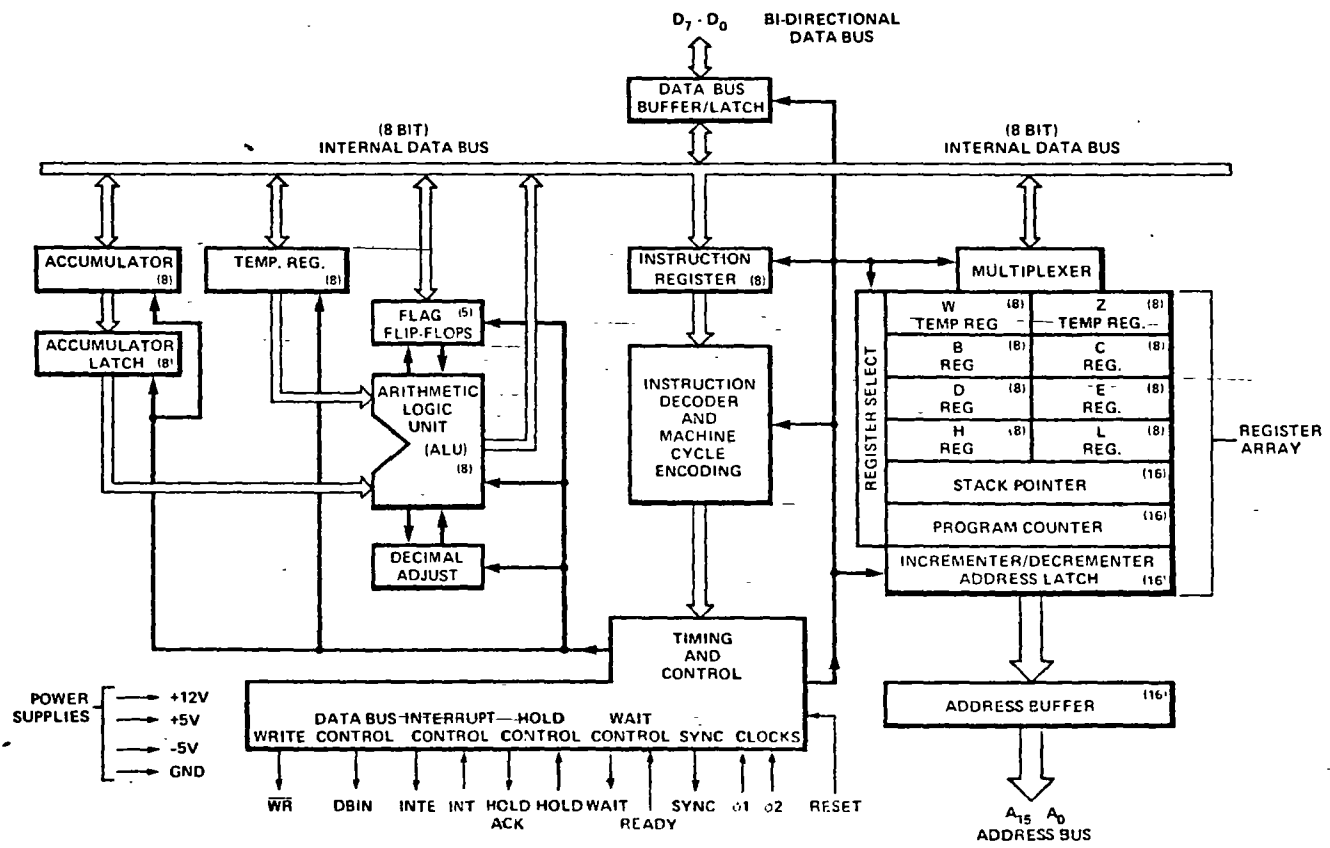 D7 · D0 BI-DIRECTIONAL
DATA BUS
DATA BUS
BUFFER/LATCH
(8 BIT)
INTERNAL DATA BUS
(8 BIT)
INTERNAL DATA BUS
ACCUMULATOR
(8)
TEMP. REG.
(8)
INSTRUCTION
REGISTER (8)
MULTIPLEXER
ACCUMULATOR
LATCH (8)
FLAG (5)
FLIP-FLOPS
ARITHMETIC
LOGIC
UNIT
(ALU)
(8)
DECIMAL
ADJUST
INSTRUCTION
DECODER
AND
MACHINE
CYCLE
ENCODING
REGISTER SELECT
W (8)
TEMP REG
Z (8)
TEMP REG.
B (8)
REG
C (8)
REG.
D (8)
REG
E (8)
REG.
H (8)
REG
L (8)
REG.
STACK POINTER (16)
PROGRAM COUNTER (16)
INCREMENTER/DECREMENTER
ADDRESS LATCH (16)
REGISTER
ARRAY
TIMING
AND
CONTROL
POWER
SUPPLIES
+12V
+5V
-5V
GND
WRITE
DATA BUS
CONTROL
INTERRUPT
CONTROL
HOLD
CONTROL
WAIT
CONTROL
SYNC
CLOCKS
ADDRESS BUFFER (16)
W̅R̅
DBIN
INTE
INT
HOLD
ACK
HOLD
WAIT
READY
SYNC
ø1
ø2
RESET
A15 A0
ADDRESS BUS